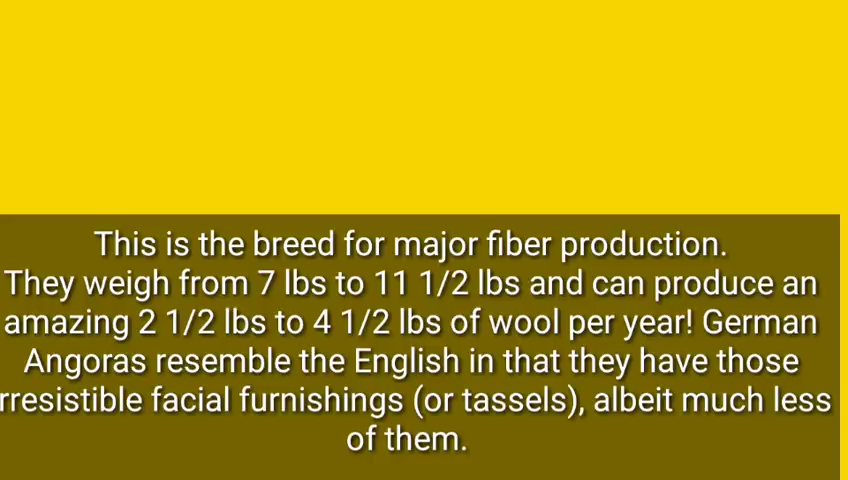 This is the breed for major fiber production.
They weigh from 7 lbs to 11 1/2 lbs and can produce an
amazing 2 1/2 lbs to 4 1/2 lbs of wool per year! German
Angoras resemble the English in that they have those
rresistible facial furnishings (or tassels), albeit much less
of them.